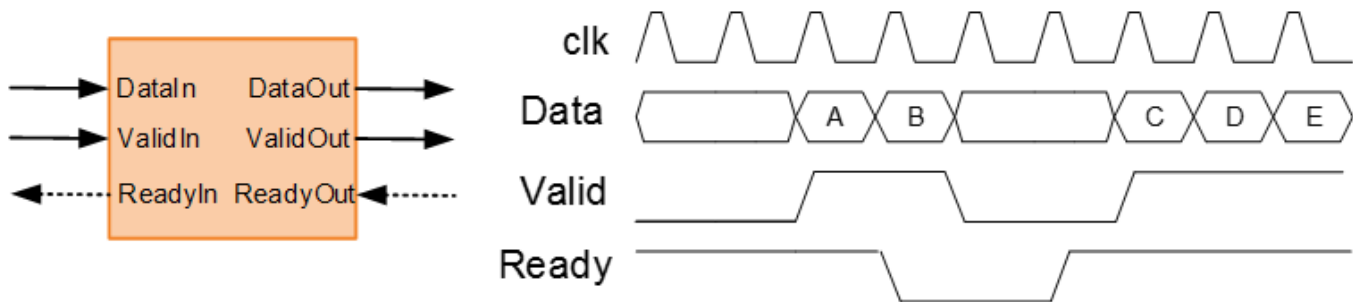 DataIn DataOut
ValidIn ValidOut
ReadyIn ReadyOut
clk
Data A B C D E
Valid
Ready